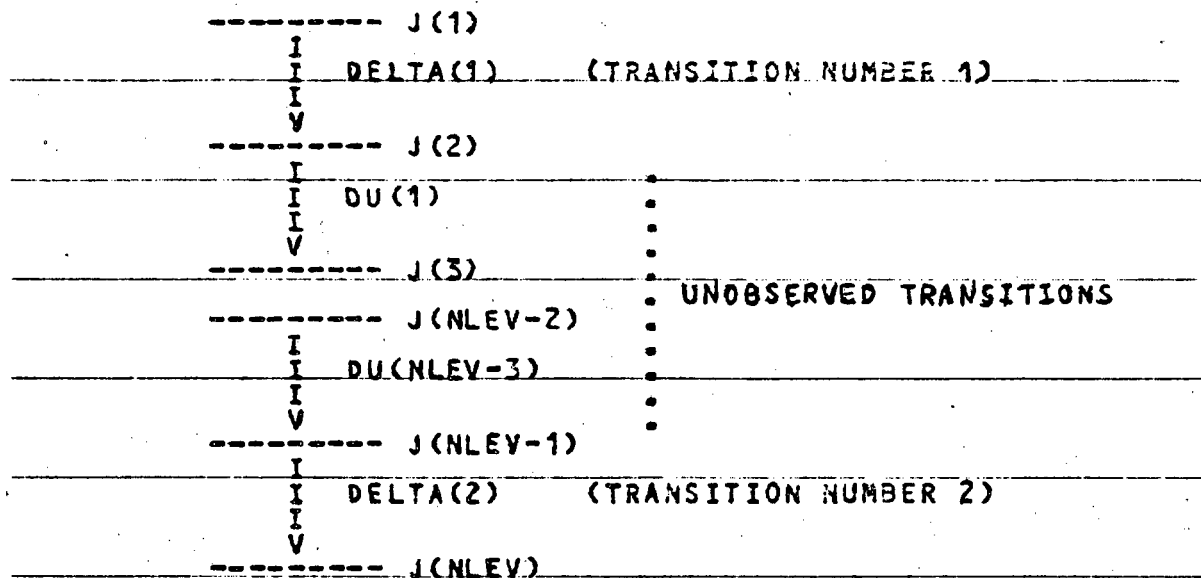 --------- J(1)
I
I DELTA(1) (TRANSITION NUMBER 1)
I
V
--------- J(2)
I
I DU(1)
I
V
--------- J(3)
UNOBSERVED TRANSITIONS
--------- J(NLEV-2)
I
I DU(NLEV-3)
I
V
--------- J(NLEV-1)
I
I DELTA(2) (TRANSITION NUMBER 2)
I
V
--------- J(NLEV)